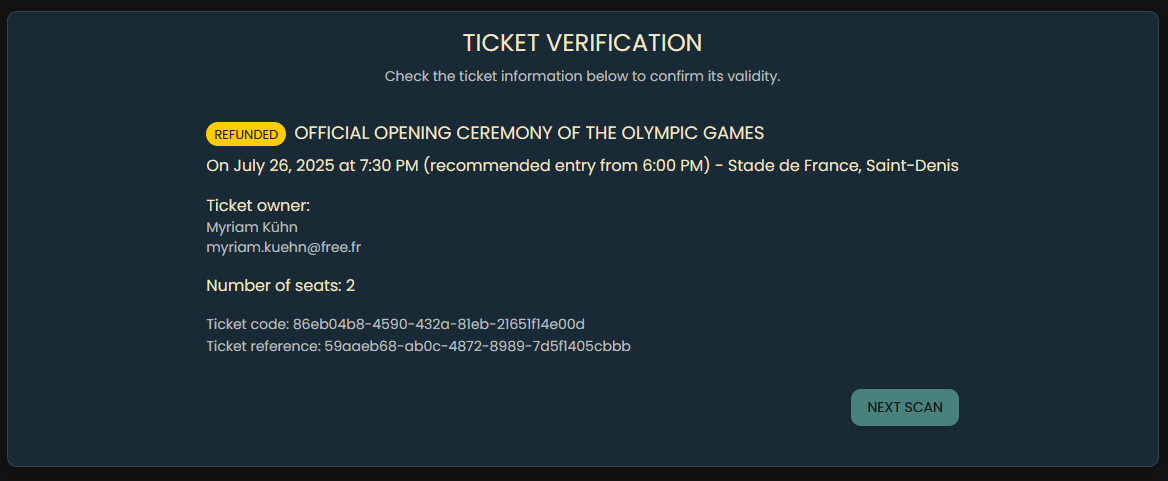 TICKET VERIFICATION
Check the ticket information below to confirm its validity.
REFUNDED OFFICIAL OPENING CEREMONY OF THE OLYMPIC GAMES
On July 26, 2025 at 7:30 PM (recommended entry from 6:00 PM) - Stade de France, Saint-Denis
Ticket owner:
Myriam Kühn
myriam.kuehn@free.fr
Number of seats: 2
Ticket code: 86eb04b8-4590-432a-81eb-21651f14e00d
Ticket reference: 59aaeb68-ab0c-4872-8989-7d5f1405cbbb
NEXT SCAN